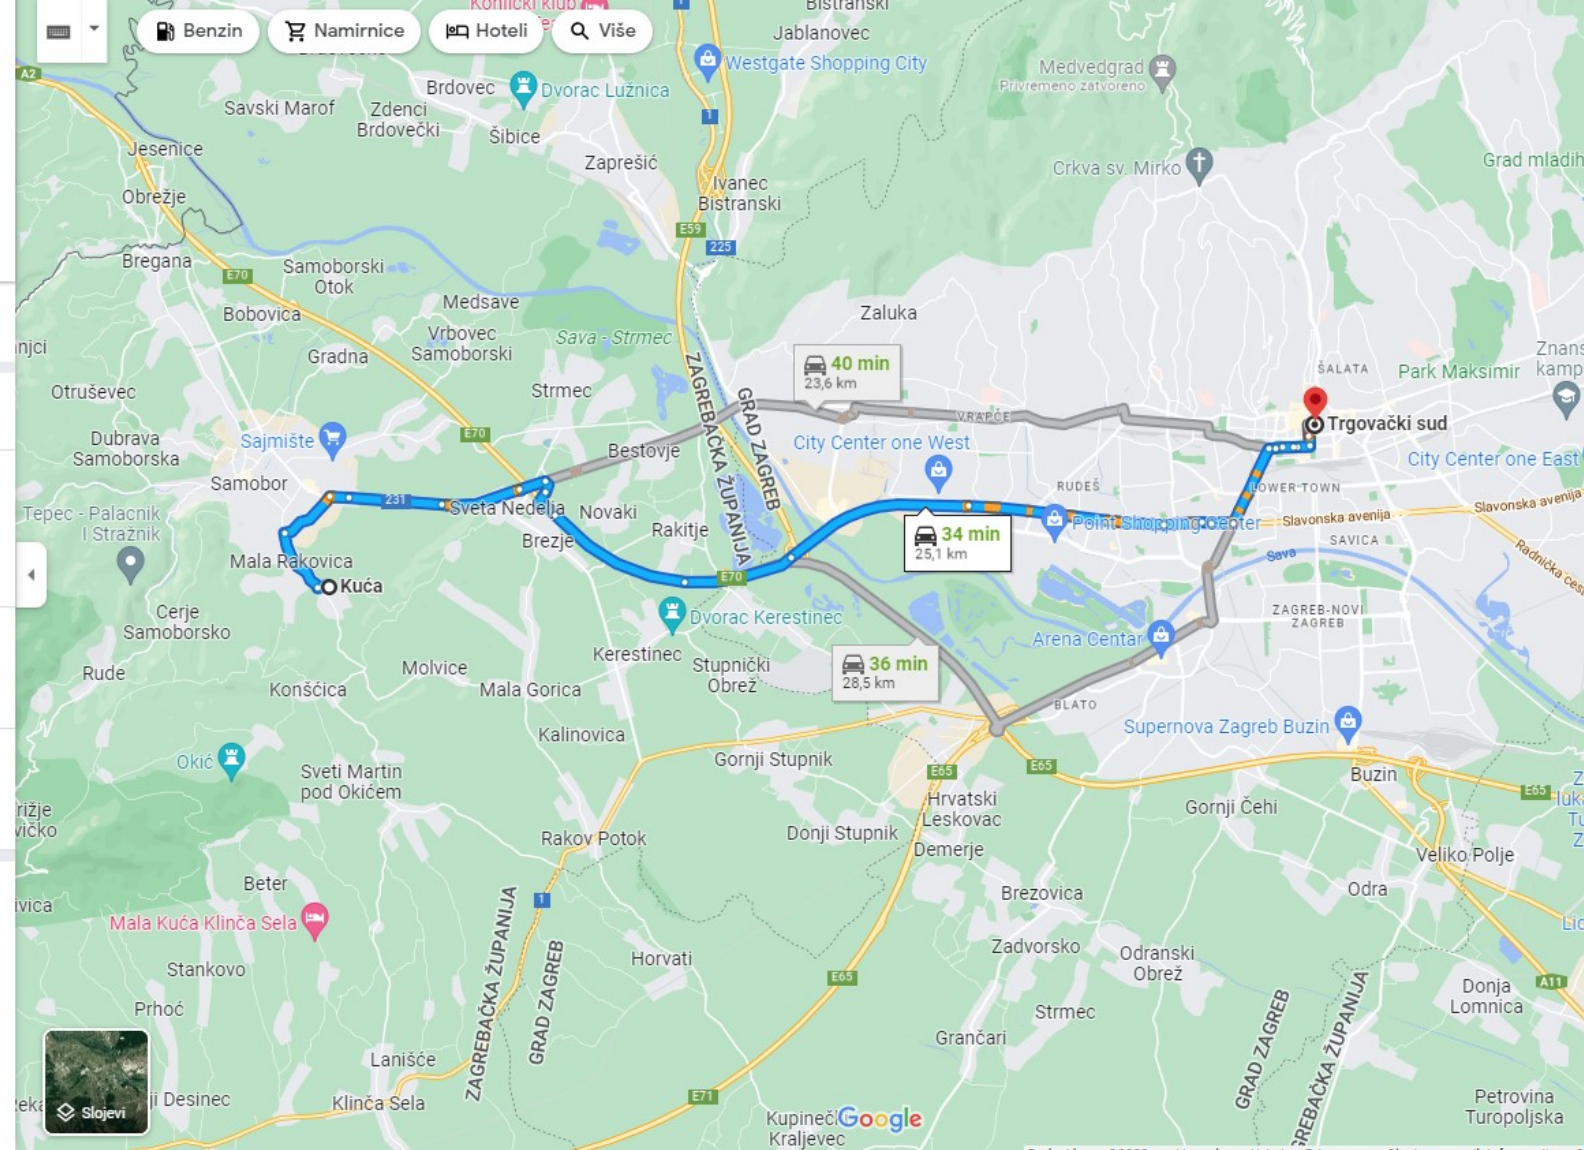 Bistranski
Benzin
Namirnice
Hoteli
Više
Jablanovec
1
Westgate Shopping City
Medvedgrad
Privremeno zatvoreno
A2
Brdovec
Dvorac Lužnica
Savski Marof
Zdenci
Brdovečki
Šibice
1
Jesenice
Zaprešić
Crkva sv. Mirko
Grad mladih
Obrežje
Ivanec
Bistranski
E59
225
Bregana
E70
Samoborski
Otok
Medsave
Bobovica
Zaluka
Vrbovec
Samoborski
Sava - Strmec
Gradna
40 min
23,6 km
ŠALATA
Park Maksimir
Otruševec
Strmec
ZAGREBAČKA ŽUPANIJA
GRAD ZAGREB
VRAPČE
Trgovački sud
Dubrava
Samoborska
Sajmište
E70
Bestovje
City Center one West
City Center one East
Samobor
231
Sveta Nedelja
Novaki
RUDEŠ
LOWER TOWN
Tepec - Palacnik
I Stražnik
Rakitje
Brezje
34 min
25,1 km
Point Shopping Center
Slavonska avenija
Slavonska avenija
SAVICA
Radnička
Mala Rakovica
Kuća
E70
Sava
Cerje
Samoborsko
Dvorac Kerestinec
ZAGREB-NOVI
ZAGREB
Arena Centar
Rude
Molvice
Kerestinec
Stupnički
Obrež
36 min
28,5 km
Konšćica
Mala Gorica
BLATO
Supernova Zagreb Buzin
Kalinovica
Okić
Sveti Martin
pod Okićem
Gornji Stupnik
E65
E65
Buzin
E65
Hrvatski
Leskovac
Gornji Čehi
Rakov Potok
Donji Stupnik
Demerje
Veliko Polje
Beter
1
Brezovica
Odra
Mala Kuća Klinča Sela
ZAGREBAČKA ŽUPANIJA
GRAD ZAGREB
Stankovo
Horvati
E65
Zadvorsko
Odranski
Obrež
A11
Prhoć
Donja
Lomnica
Strmec
GRAD ZAGREB
Grančari
Lanišće
Slojevi
Desinec
Klinča Sela
E71
Kupinečki
Kraljevec
Google
Petrovina
Turopoljska